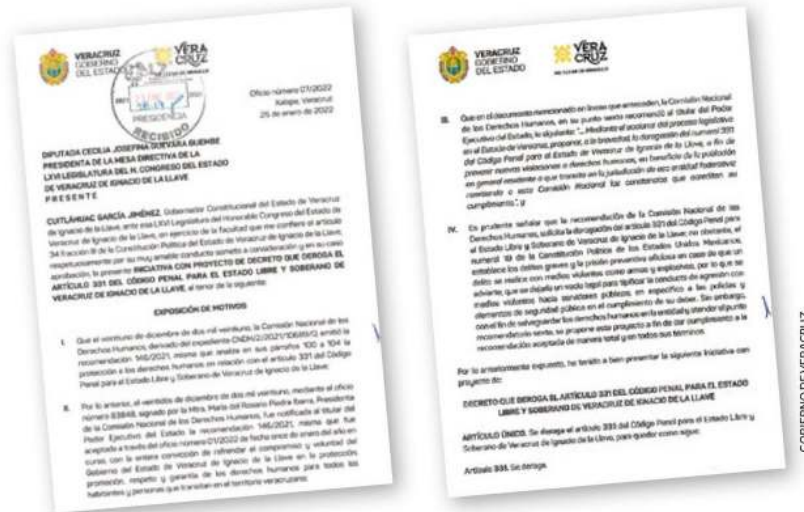 VERACRUZ
GOBIERNO
DEL ESTADO
VERA
CRUZ
ME LLENA DE ORGULLO
PRESIDENCIA
RECIBIDO
Oficio número 07/2022
Xalapa, Veracruz
25 de enero de 2022
DIPUTADA CECILIA JOSEFINA GUEVARA GUEMBE
PRESIDENTA DE LA MESA DIRECTIVA DE LA
LXVI LEGISLATURA DEL H. CONGRESO DEL ESTADO
DE VERACRUZ DE IGNACIO DE LA LLAVE
P R E S E N T E
CUITLÁHUAC GARCÍA JIMÉNEZ, Gobernador Constitucional del Estado de Veracruz
de Ignacio de la Llave, ante esa LXVI Legislatura del Honorable Congreso del Estado de
Veracruz de Ignacio de la Llave, en ejercicio de la facultad que me confiere el artículo
34 fracción III de la Constitución Política del Estado de Veracruz de Ignacio de la Llave,
respetuosamente por su muy amable conducto someto a consideración y en su caso
aprobación, la presente INICIATIVA CON PROYECTO DE DECRETO QUE DEROGA EL
ARTÍCULO 331 DEL CÓDIGO PENAL PARA EL ESTADO LIBRE Y SOBERANO DE
VERACRUZ DE IGNACIO DE LA LLAVE, al tenor de la siguiente:
EXPOSICIÓN DE MOTIVOS
I. Que el veintiuno de diciembre de dos mil veintiuno, la Comisión Nacional de los
Derechos Humanos, derivado del expediente emitió la
recomendación 146/2021, misma que analiza en sus párrafos 100 a 104 la
protección a los derechos humanos en relación con el artículo 331 del Código
Penal para el Estado Libre y Soberano de Veracruz de Ignacio de la Llave;
II. Por lo anterior, el veintidós de diciembre de dos mil veintiuno, mediante el oficio
número 83848, signado por la Mtra. María del Rosario Piedra Ibarra, Presidenta
de la Comisión Nacional de los Derechos Humanos, fue notificada al titular del
Poder Ejecutivo del Estado la recomendación 146/2021, misma que fue
aceptada a través del oficio número 01/2022 de fecha once de enero del año en
curso, con la entera convicción de refrendar el compromiso y voluntad del
Gobierno del Estado de Veracruz de Ignacio de la Llave en la protección,
promoción, respeto y garantía de los derechos humanos para todos los
habitantes y personas que transitan en el territorio veracruzano;
VERACRUZ
GOBIERNO
DEL ESTADO
VERA
CRUZ
ME LLENA DE ORGULLO
III. Que en el documento mencionado en líneas que anteceden, la Comisión Nacional
de los Derechos Humanos, en su punto sexto recomendó al titular del Poder
Ejecutivo del Estado, lo siguiente: "... Mediante el accionar del proceso legislativo
en el Estado de Veracruz, proponer, a la brevedad, la derogación del numeral 331
del Código Penal para el Estado de Veracruz de Ignacio de la Llave, a fin de
prevenir nuevas violaciones a derechos humanos, en beneficio de la población
en general residente o que transite en la jurisdicción de esa entidad federativa;
remitiendo a esta Comisión Nacional las constancias que acrediten su
cumplimiento."; y
IV. Es prudente señalar que la recomendación de la Comisión Nacional de los
Derechos Humanos, solicita la derogación del artículo 331 del Código Penal para
el Estado Libre y Soberano de Veracruz de Ignacio de la Llave; no obstante, el
numeral 19 de la Constitución Política de los Estados Unidos Mexicanos,
establece los delitos graves y la prisión preventiva oficiosa en caso de que un
delito se realice con medios violentos como armas y explosivos, por lo que se
advierte, que se dejaría un vacío legal para tipificar la conducta de agresión con
medios violentos hacia servidores públicos, en específico a las policías y
elementos de seguridad pública en el cumplimiento de su deber. Sin embargo,
con el fin de salvaguardar los derechos humanos en la entidad y atender el punto
recomendatorio sexto, se propone este proyecto a fin de dar cumplimiento a la
recomendación aceptada de manera total y en todos sus términos.
Por lo anteriormente expuesto, he tenido a bien presentar la siguiente Iniciativa con
proyecto de:
DECRETO QUE DEROGA EL ARTÍCULO 331 DEL CÓDIGO PENAL PARA EL ESTADO
LIBRE Y SOBERANO DE VERACRUZ DE IGNACIO DE LA LLAVE
ARTÍCULO ÚNICO. Se deroga el artículo 331 del Código Penal para el Estado Libre y
Soberano de Veracruz de Ignacio de la Llave, para quedar como sigue:
Artículo 331. Se deroga.
GOBIERNO DE VERACRUZ